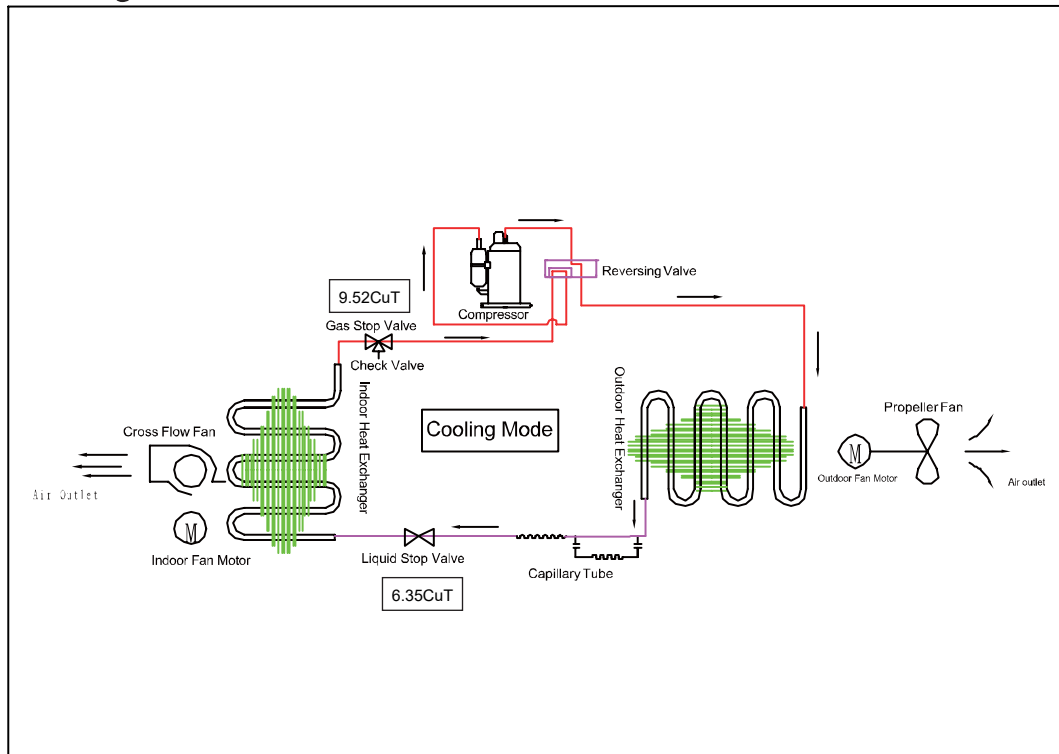 Reversing Valve
9.52CuT
Compressor
Gas Stop Valve
Check Valve
Indoor Heat Exchanger
Outdoor Heat Exchanger
Cooling Mode
Propeller Fan
Cross Flow Fan
M
Outdoor Fan Motor
Air outlet
Air Outlet
M
Indoor Fan Motor
Liquid Stop Valve
Capillary Tube
6.35CuT